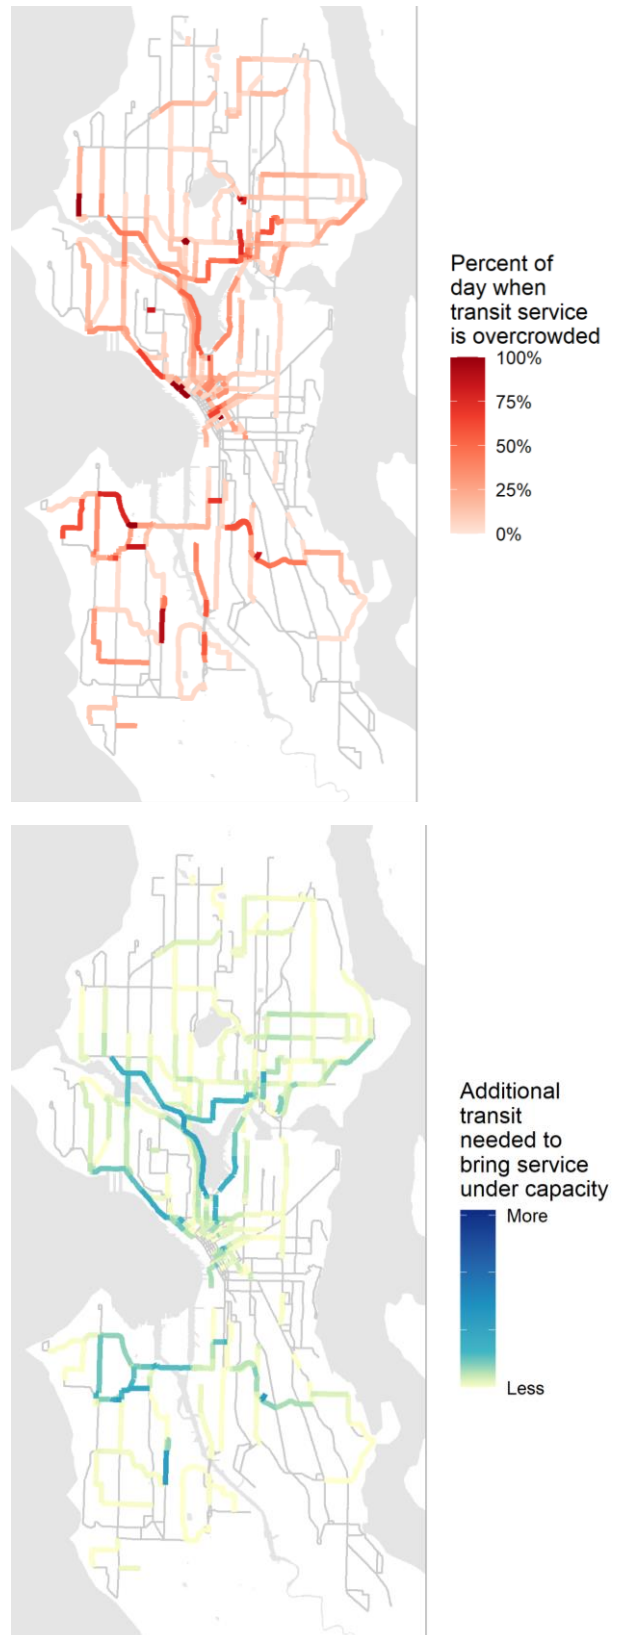 Percent of
day when
transit service
is overcrowded
100%
75%
50%
25%
0%
Additional
transit
needed to
bring service
under capacity
More
Less